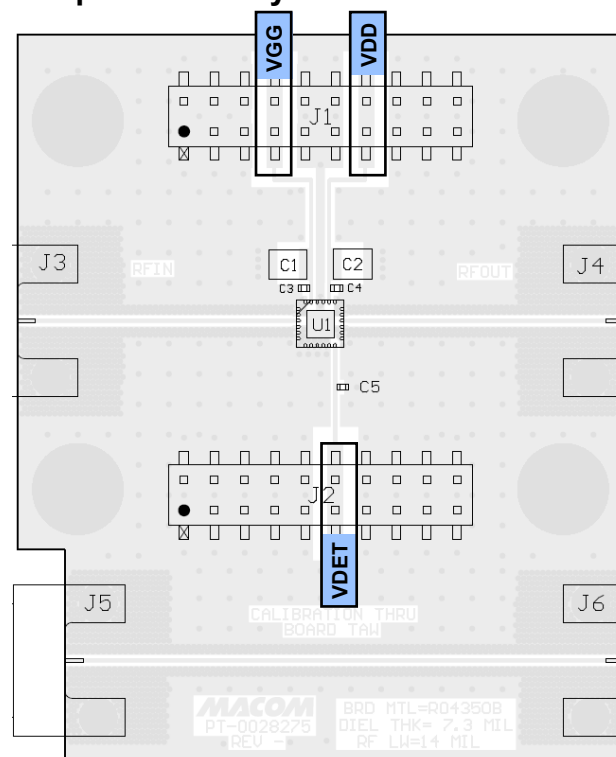 VGG
VDD
J1
J3
RFIN
C1
C2
RFOUT
J4
C3
C4
U1
C5
J2
VDET
J5
CALIBRATION THRU
BOARD TAW
J6
MACOM
PT-0028275
REV -
BRD MTL=RO4350B
DIEL THK= 7.3 MIL
RF LW=14 MIL